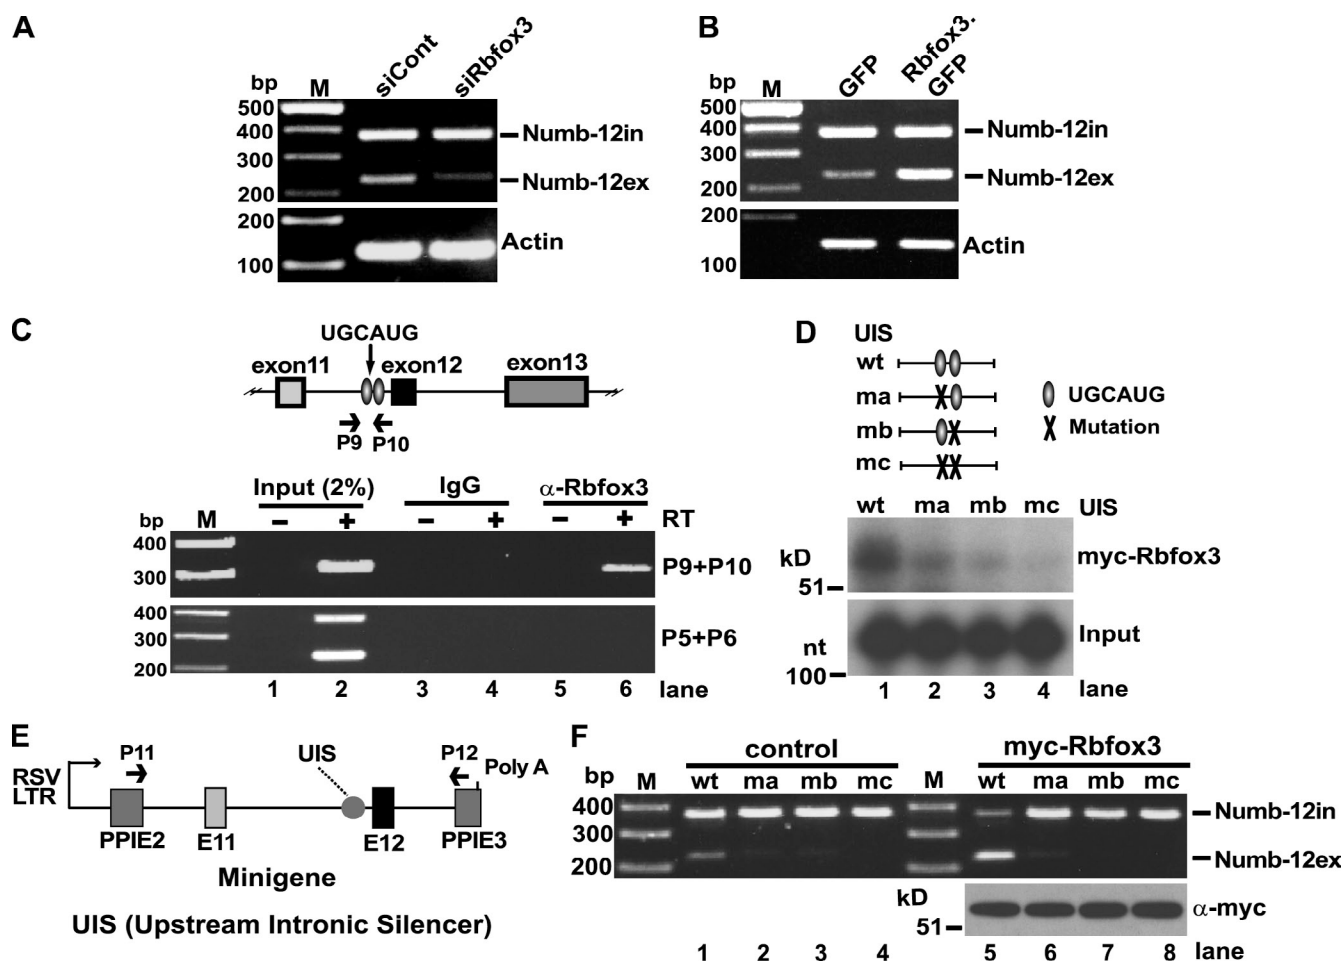 A
bp
M
siCont
siRbfox3
500
400
300
200
Numb-12in
Numb-12ex
200
100
Actin
B
bp
M
GFP
Rbfox3.
GFP
500
400
300
200
Numb-12in
Numb-12ex
200
100
Actin
C
UGCAUG
exon11
exon12
exon13
P9
P10
Input (2%)
IgG
α-Rbfox3
bp
M
− + − + − + RT
400
300
P9+P10
400
300
200
P5+P6
1 2 3 4 5 6 lane
D
UIS
wt
ma
mb
mc
UGCAUG
Mutation
wt ma mb mc UIS
kD
51
myc-Rbfox3
nt
100
Input
1 2 3 4 lane
E
RSV
LTR
P11
UIS
P12
Poly A
PPIE2
E11
E12
PPIE3
Minigene
UIS (Upstream Intronic Silencer)
F
control
myc-Rbfox3
bp
M wt ma mb mc M wt ma mb mc
400
300
200
Numb-12in
Numb-12ex
kD
51
α-myc
1 2 3 4 5 6 7 8 lane